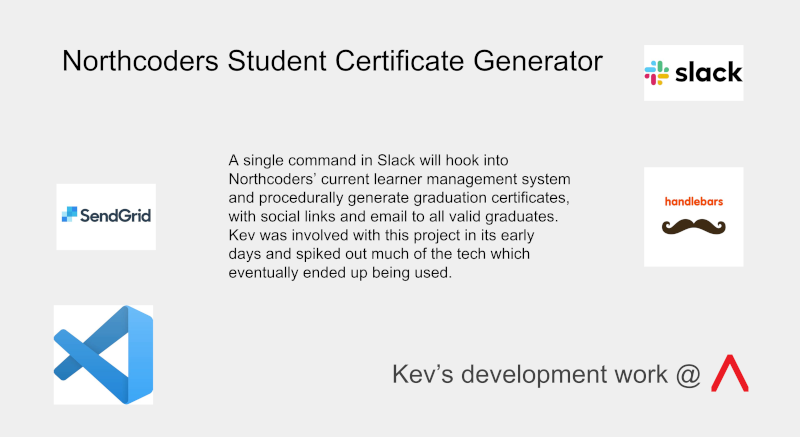 Northcoders Student Certificate Generator
slack
A single command in Slack will hook into
Northcoders’ current learner management system
and procedurally generate graduation certificates,
with social links and email to all valid graduates.
Kev was involved with this project in its early
days and spiked out much of the tech which
eventually ended up being used.
SendGrid
handlebars
Kev’s development work @